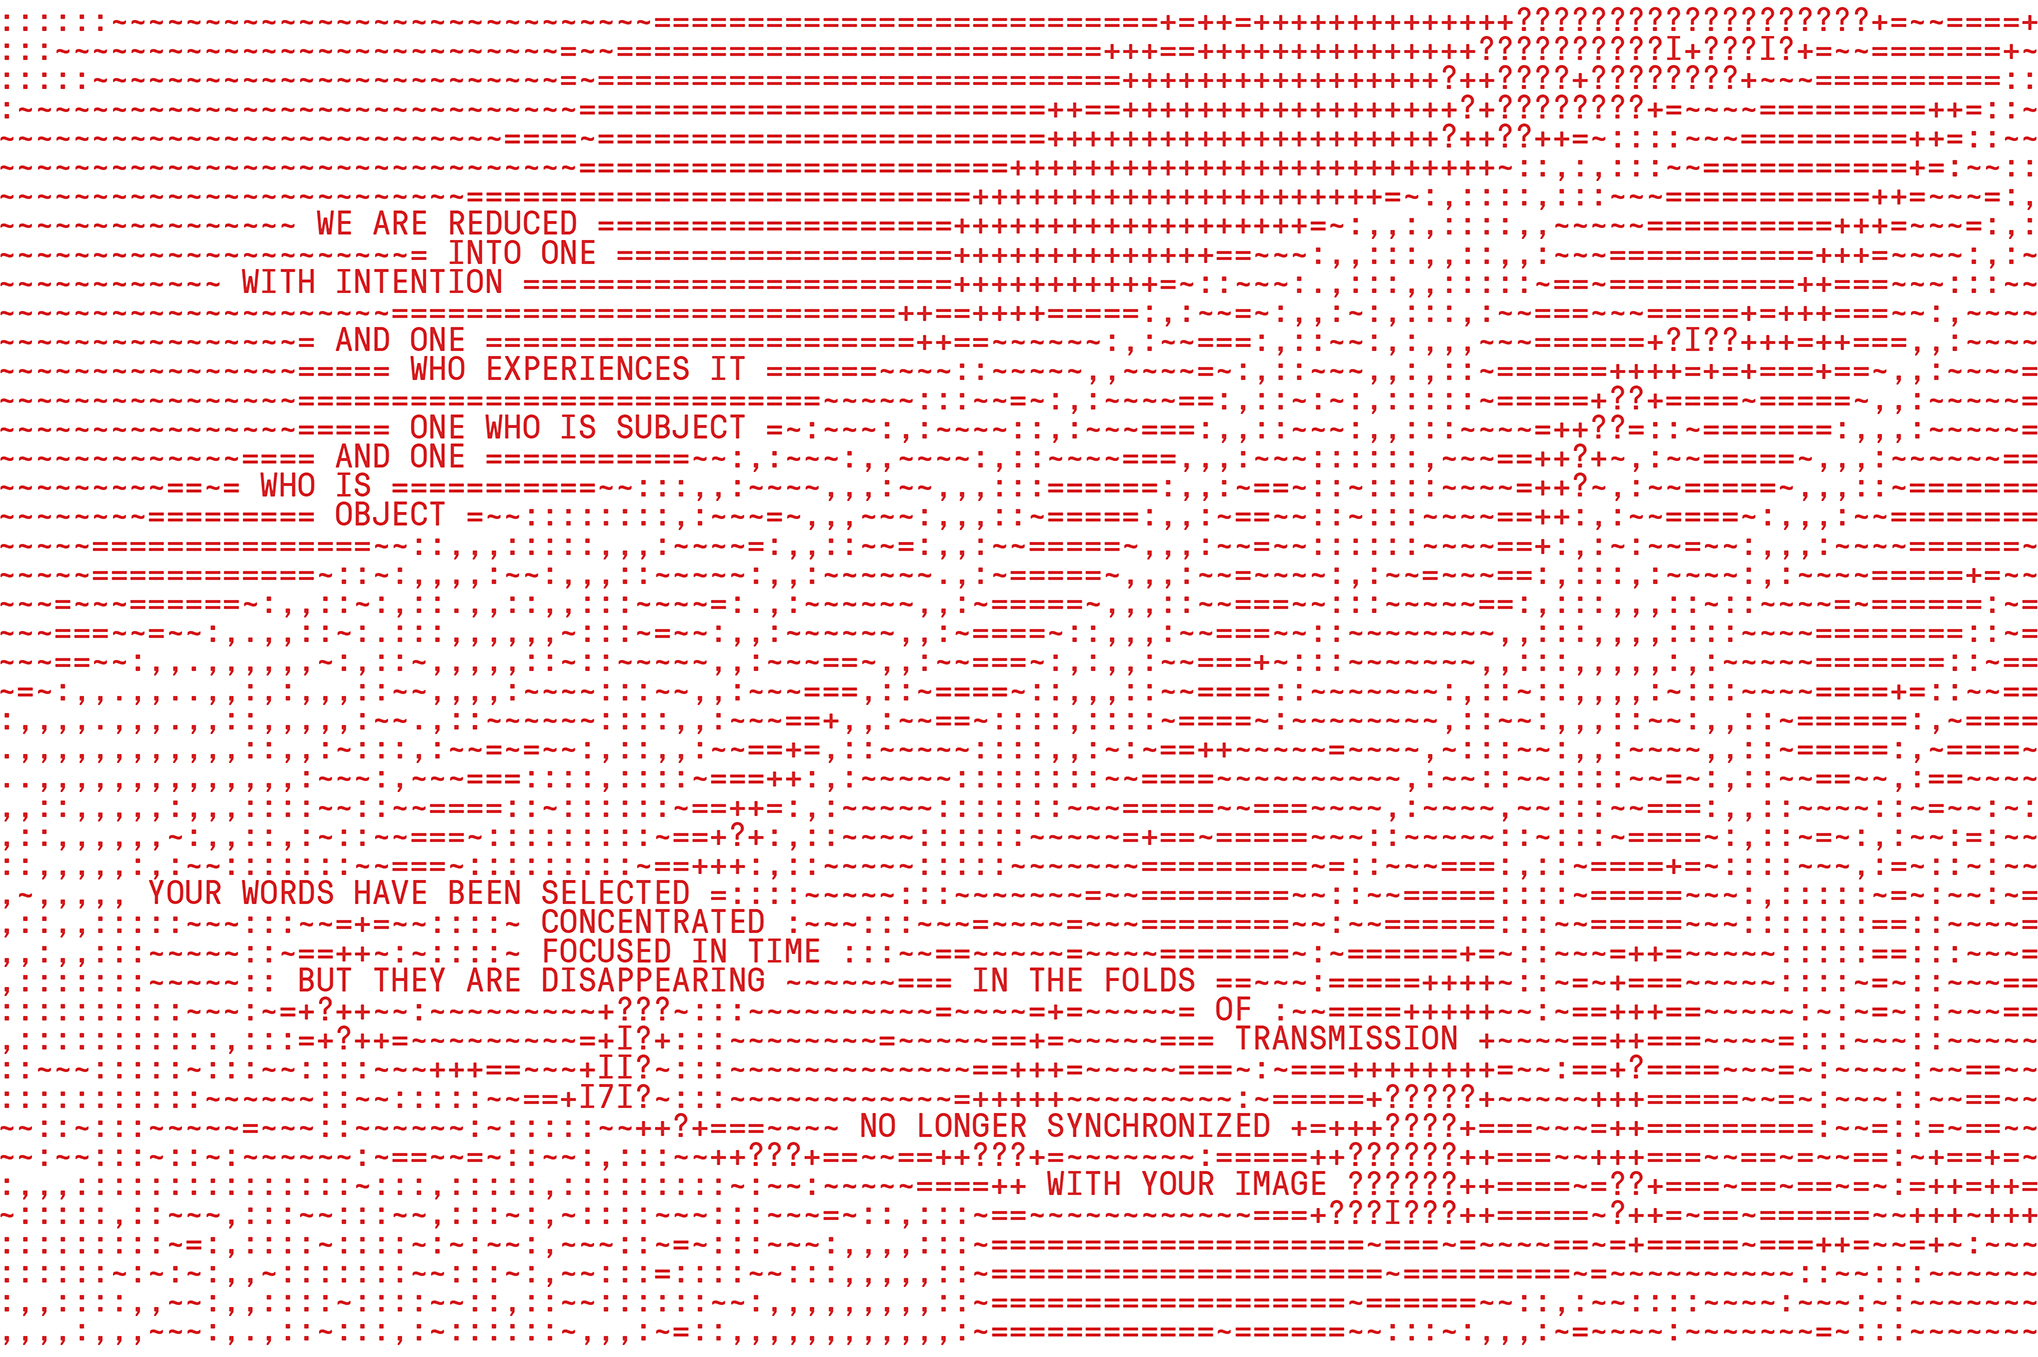 WE ARE REDUCED
INTO ONE
WITH INTENTION
AND ONE
WHO EXPERIENCES IT
ONE WHO IS SUBJECT
AND ONE
WHO IS
OBJECT
YOUR WORDS HAVE BEEN SELECTED
CONCENTRATED
FOCUSED IN TIME
BUT THEY ARE DISAPPEARING IN THE FOLDS
OF
TRANSMISSION
NO LONGER SYNCHRONIZED
WITH YOUR IMAGE